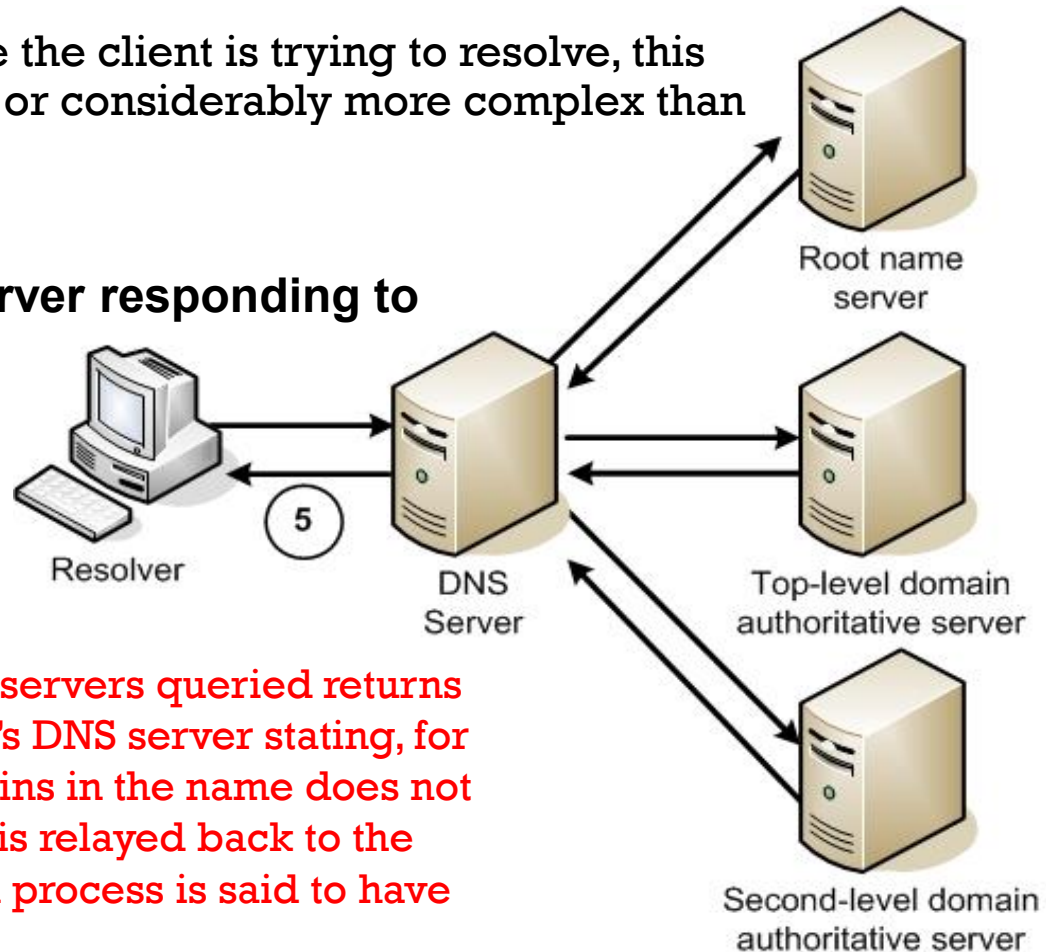 e the client is trying to resolve, this
or considerably more complex than
Root name
server
rver responding to
5
Resolver
DNS
Server
Top-level domain
authoritative server
servers queried returns
's DNS server stating, for
ins in the name does not
is relayed back to the
process is said to have
Second-level domain
authoritative server